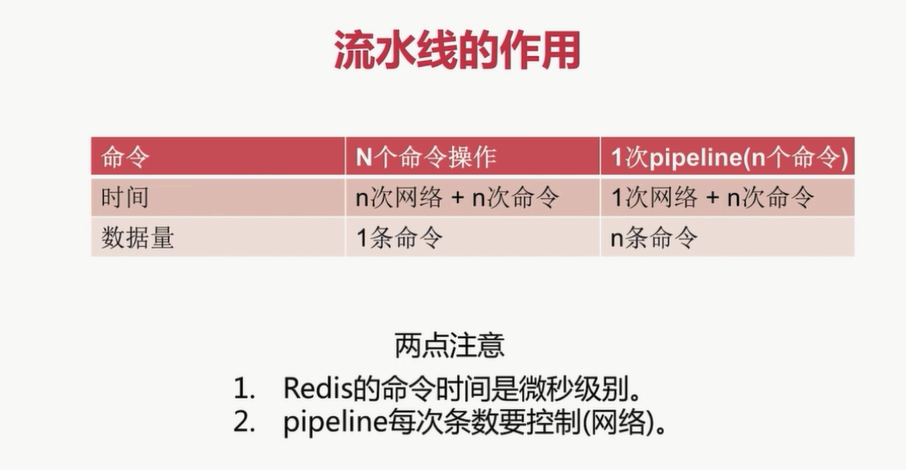 流水线的作用
命令 N个命令操作 1次pipeline(n个命令)
时间 n次网络 + n次命令 1次网络 + n次命令
数据量 1条命令 n条命令
两点注意
1. Redis的命令时间是微秒级别。
2. pipeline每次条数要控制(网络)。